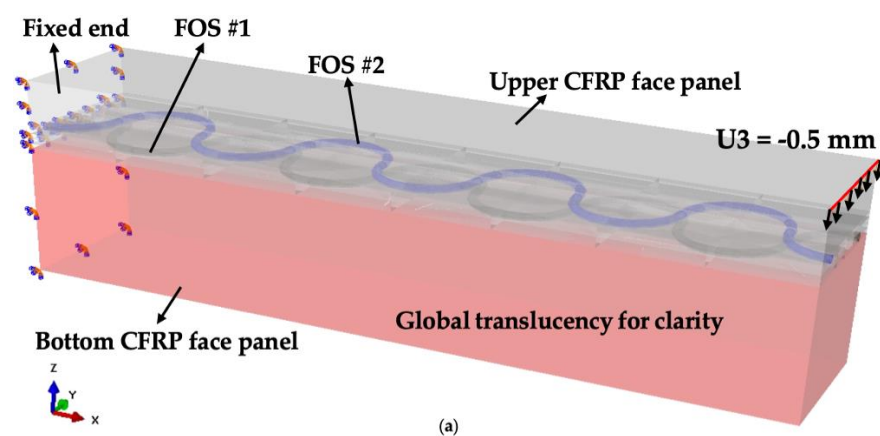 Fixed end
FOS #1
FOS #2
Upper CFRP face panel
U3 = -0.5 mm
Global translucency for clarity
Bottom CFRP face panel
Z
Y
X
(a)